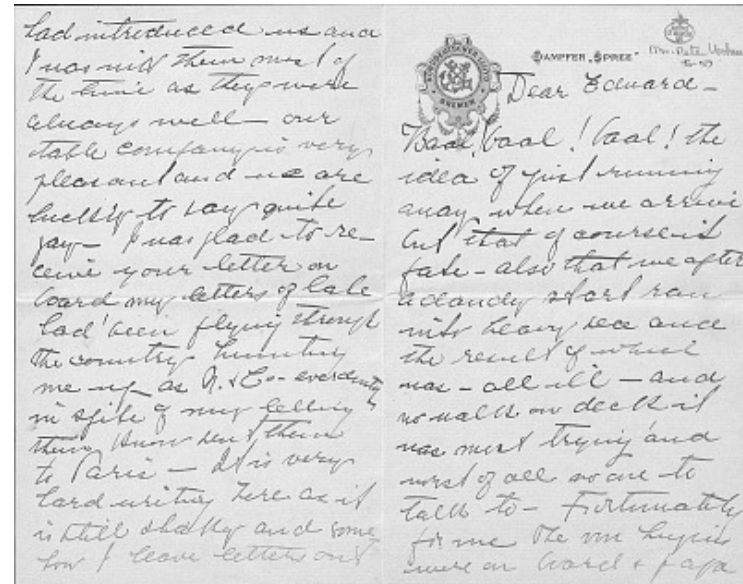 NORDDEUTSCHER LLOYD
BREMEN
DAMPFER „SPREE"
Dear Edward –
Baal! Baal! Baal! the
idea of just running
away when we arrive
but that of course is
fate – also that we after
a dandy start ran
into heavy sea and
the result of which
was – all ill – and
no walk on deck it
was most trying and
worst of all no one to
talk to – Fortunately
for me the von
were on board & papa
had introduced us and
I was with them most of
the time as they were
always well – our
table company is very
pleasant and we are
luckily to say quite
gay – I was glad to re–
ceive your letter on
board my letters of late
had been flying through
the country hunting
me up as N. & Co –
in spite of my telling
them know sent them
to Paris – It is very
hard writing here as it
is still shaky and some
how I leave letters out